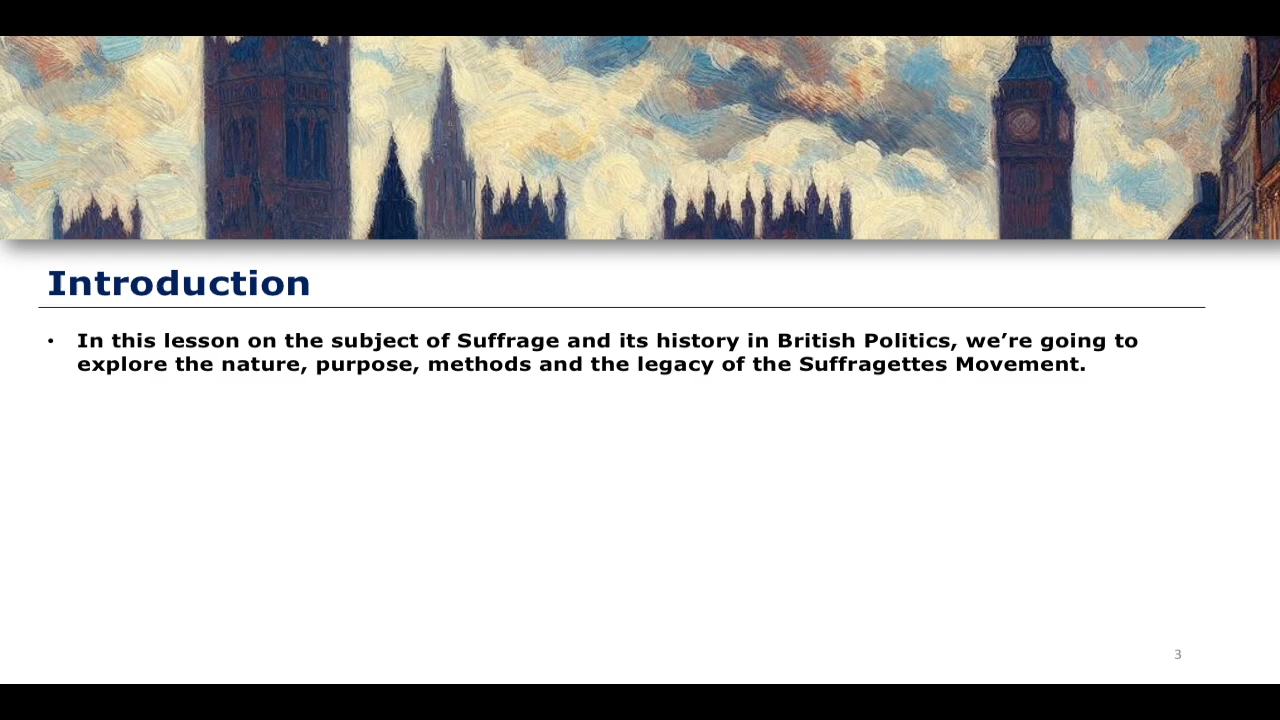 Introduction
• In this lesson on the subject of Suffrage and its history in British Politics, we’re going to
explore the nature, purpose, methods and the legacy of the Suffragettes Movement.
3